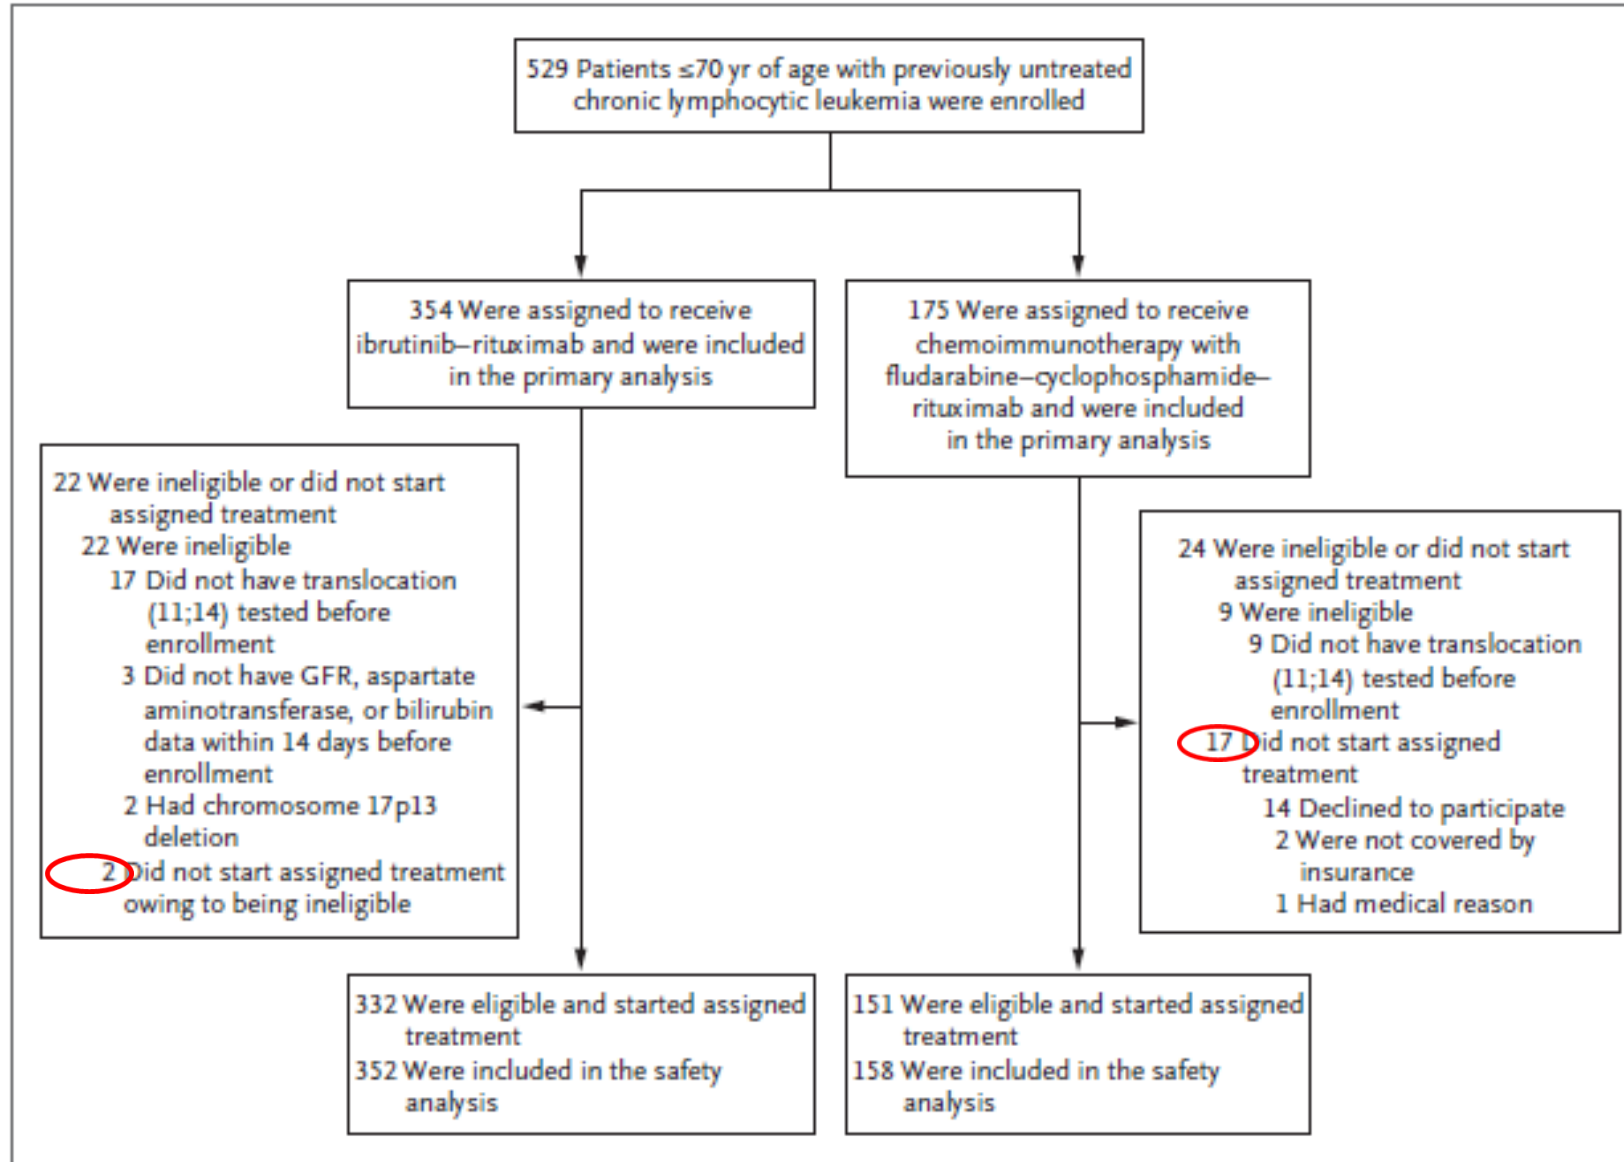 529 Patients ≤70 yr of age with previously untreated
chronic lymphocytic leukemia were enrolled
354 Were assigned to receive
ibrutinib–rituximab and were included
in the primary analysis
175 Were assigned to receive
chemoimmunotherapy with
fludarabine–cyclophosphamide–
rituximab and were included
in the primary analysis
22 Were ineligible or did not start
assigned treatment
22 Were ineligible
17 Did not have translocation
(11;14) tested before
enrollment
3 Did not have GFR, aspartate
aminotransferase, or bilirubin
data within 14 days before
enrollment
2 Had chromosome 17p13
deletion
2 Did not start assigned treatment
owing to being ineligible
24 Were ineligible or did not start
assigned treatment
9 Were ineligible
9 Did not have translocation
(11;14) tested before
enrollment
17 Did not start assigned
treatment
14 Declined to participate
2 Were not covered by
insurance
1 Had medical reason
332 Were eligible and started assigned
treatment
352 Were included in the safety
analysis
151 Were eligible and started assigned
treatment
158 Were included in the safety
analysis